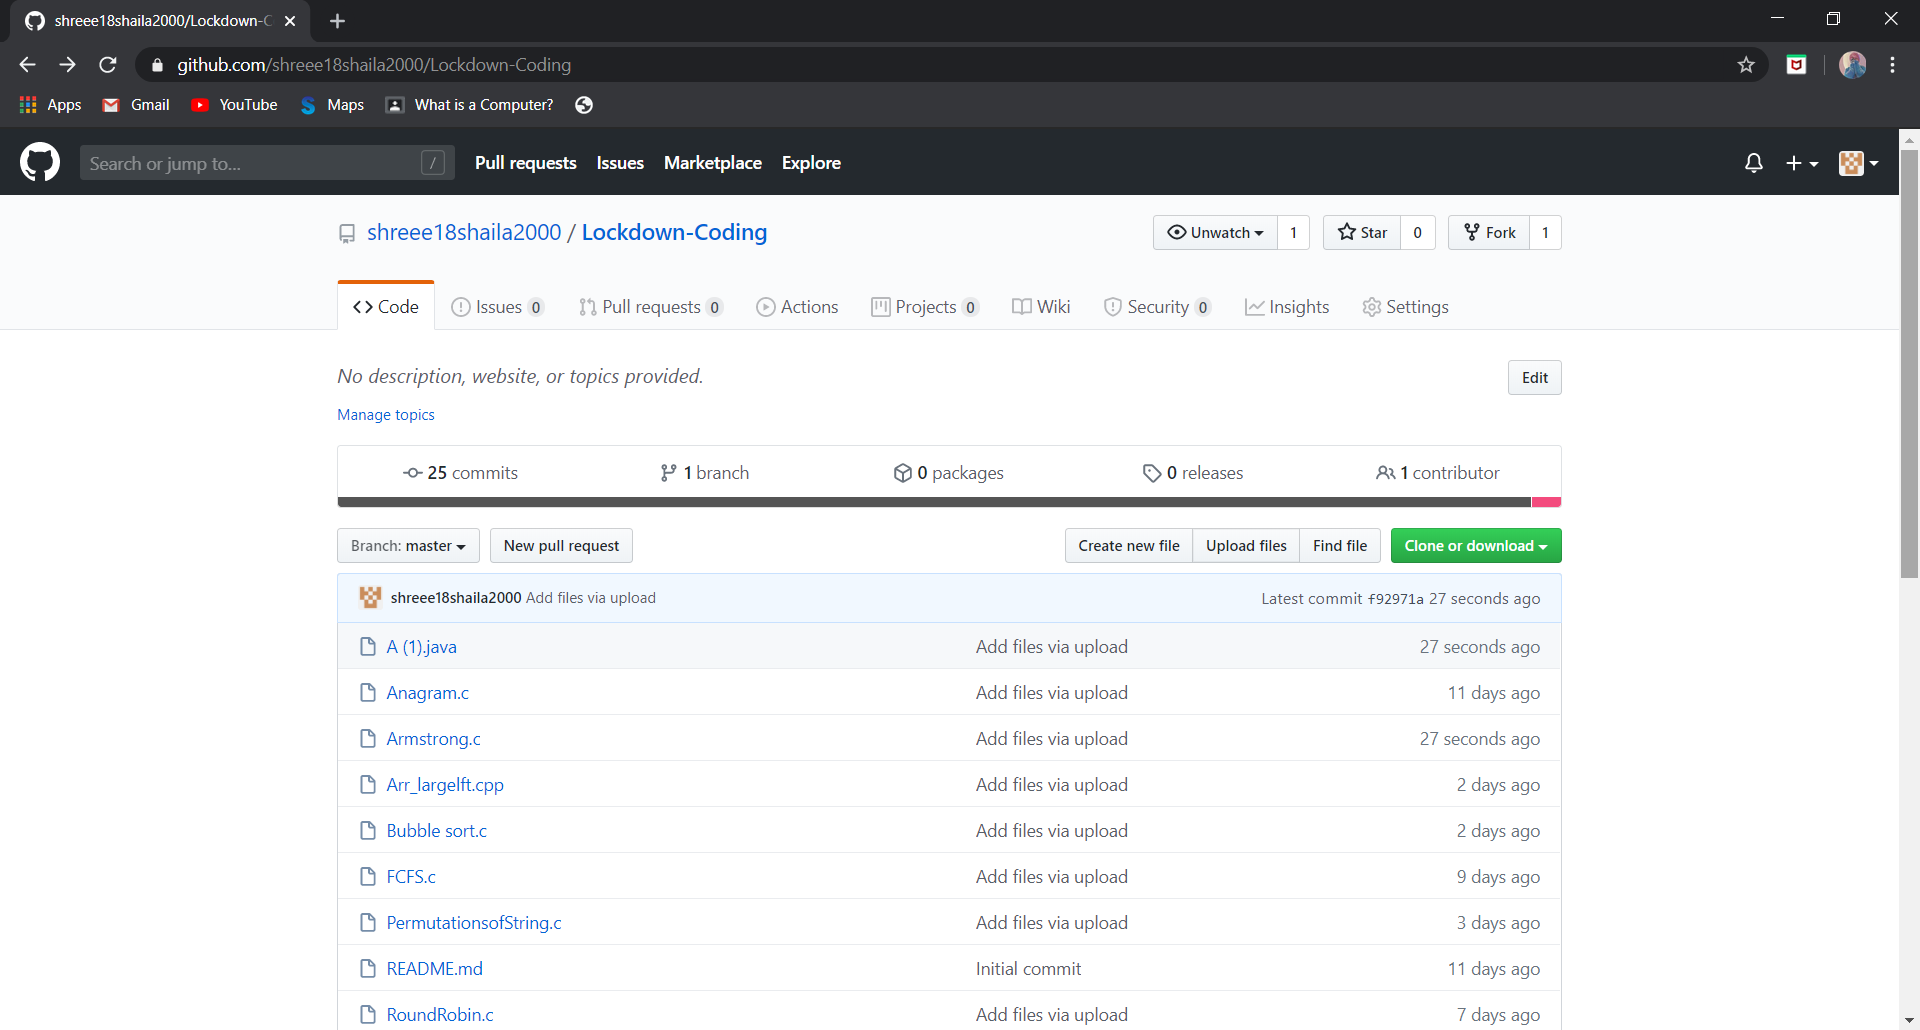 shreee18shaila2000/Lockdown-C
github.com/shreee18shaila2000/Lockdown-Coding
Apps Gmail YouTube Maps What is a Computer?
Search or jump to... / Pull requests Issues Marketplace Explore
shreee18shaila2000 / Lockdown-Coding Unwatch 1 Star 0 Fork 1
Code Issues 0 Pull requests 0 Actions Projects 0 Wiki Security 0 Insights Settings
No description, website, or topics provided. Edit
Manage topics
25 commits 1 branch 0 packages 0 releases 1 contributor
Branch: master New pull request Create new file Upload files Find file Clone or download
shreee18shaila2000 Add files via upload Latest commit f92971a 27 seconds ago
A (1).java Add files via upload 27 seconds ago
Anagram.c Add files via upload 11 days ago
Armstrong.c Add files via upload 27 seconds ago
Arr_largelft.cpp Add files via upload 2 days ago
Bubble sort.c Add files via upload 2 days ago
FCFS.c Add files via upload 9 days ago
PermutationsofString.c Add files via upload 3 days ago
README.md Initial commit 11 days ago
RoundRobin.c Add files via upload 7 days ago